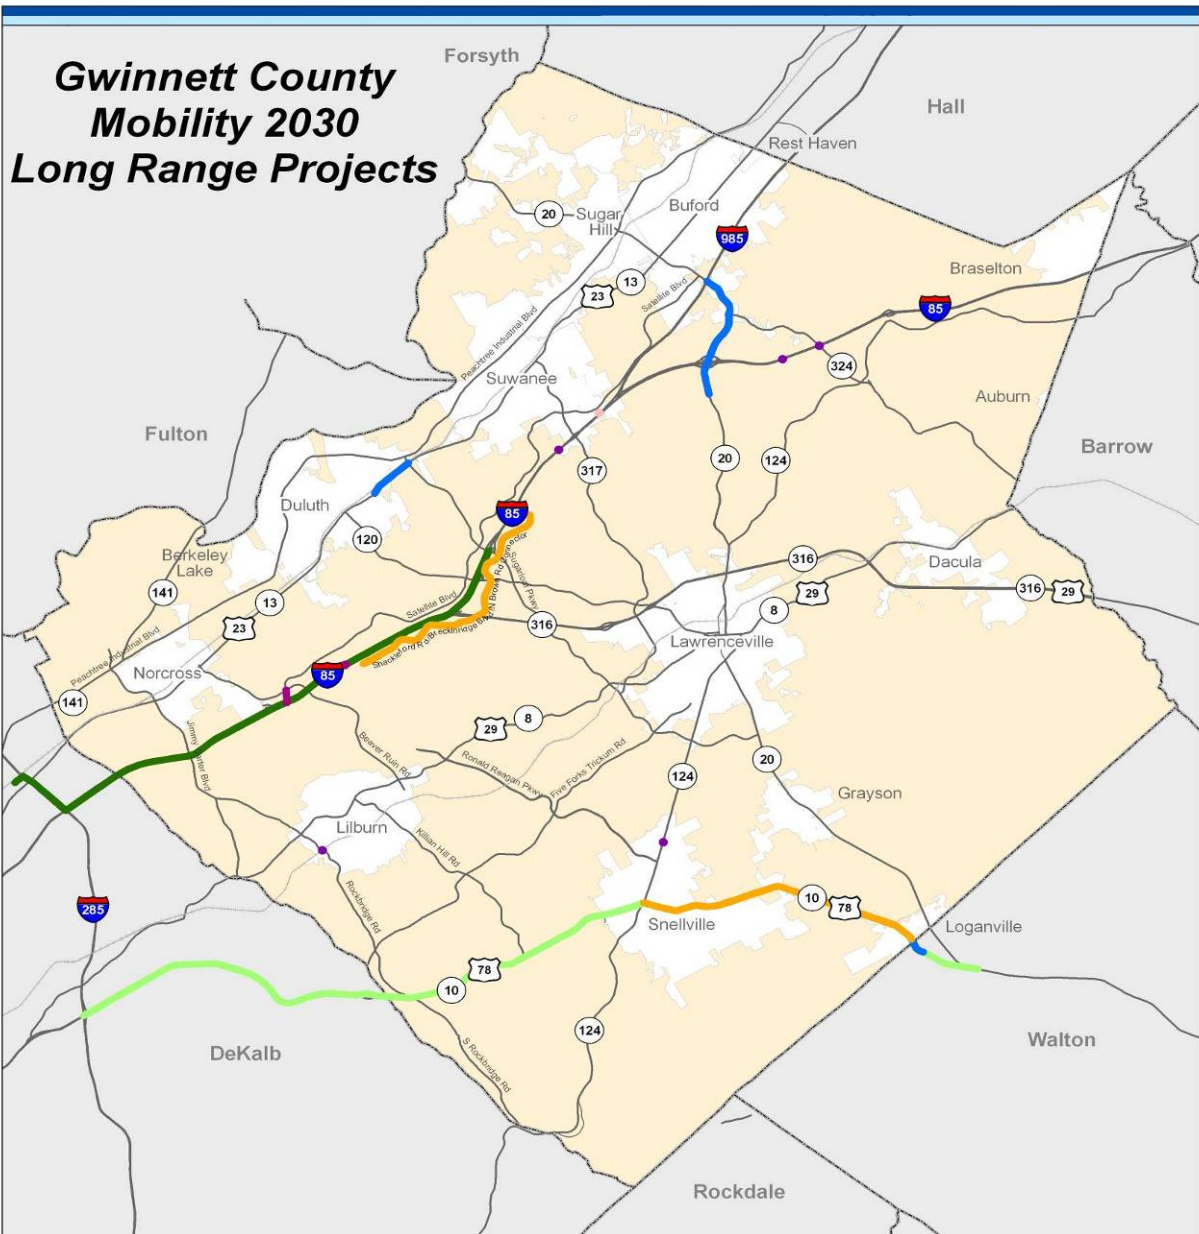 Gwinnett County
Mobility 2030
Long Range Projects
Forsyth
Hall
Rest Haven
Buford
20
Sugar
Hill
985
Braselton
13
23
Satellite Blvd
85
Peachtree Industrial Blvd
324
Suwanee
Auburn
Fulton
Barrow
20
124
317
Duluth
85
120
Berkeley
Lake
316
Dacula
141
Satellite Blvd
Sugarloaf Pkwy
316
29
29
13
8
23
316
Lawrenceville
Peachtree Industrial Blvd
Norcross
85
141
8
29
Jimmy Carter Blvd
Beaver Ruin Rd
Ronald Reagan Pkwy
Five Forks Trickum Rd
20
124
Grayson
Lilburn
Killian Hill Rd
285
Rockbridge Rd
10
78
Snellville
Loganville
78
10
124
DeKalb
Walton
S Rockbridge Rd
Rockdale